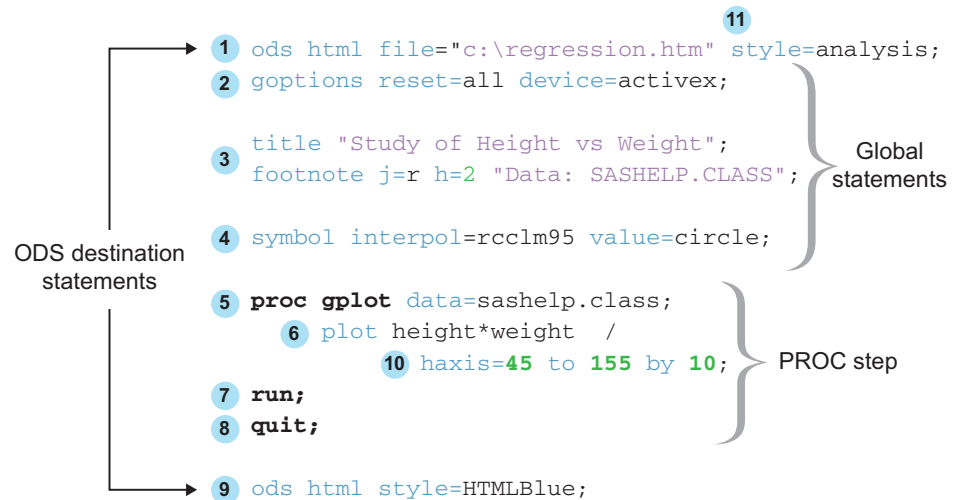 11
1 ods html file="c:\regression.htm" style=analysis;
2 goptions reset=all device=activex;
3 title "Study of Height vs Weight";
footnote j=r h=2 "Data: SASHELP.CLASS";
Global
statements
4 symbol interpol=rcclm95 value=circle;
ODS destination
statements
5 proc gplot data=sashelp.class;
6 plot height*weight /
10 haxis=45 to 155 by 10;
PROC step
7 run;
8 quit;
9 ods html style=HTMLBlue;